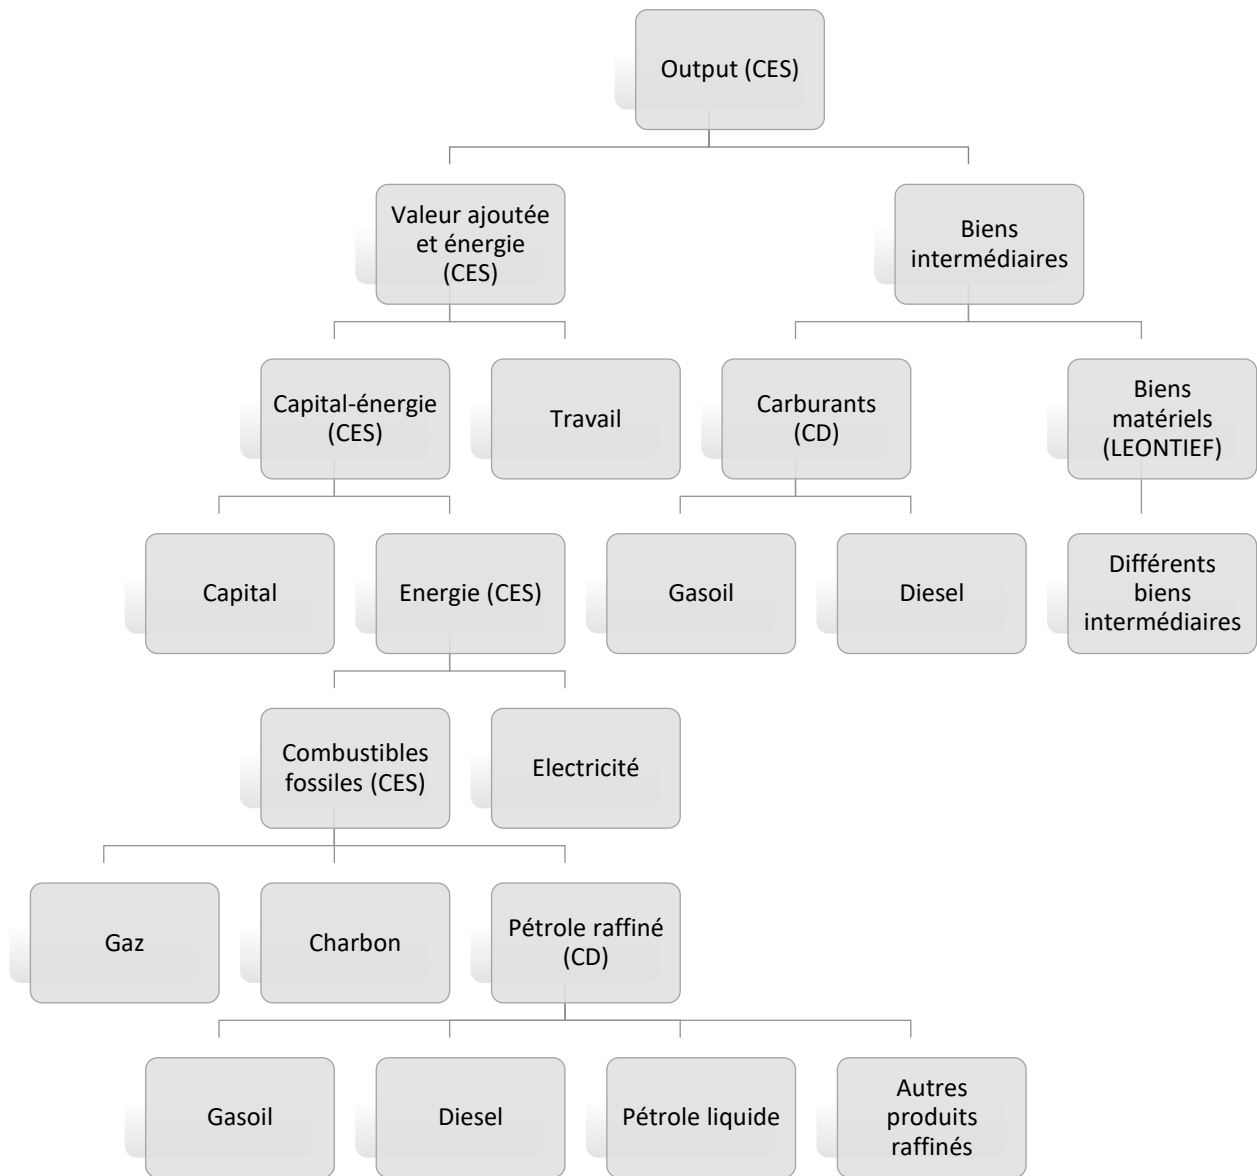 Output (CES)
Valeur ajoutée
et énergie
(CES)
Biens
intermédiaires
Capital-énergie
(CES)
Travail
Carburants
(CD)
Biens
matériels
(LEONTIEF)
Capital
Energie (CES)
Gasoil
Diesel
Différents
biens
intermédiaires
Combustibles
fossiles (CES)
Electricité
Gaz
Charbon
Pétrole raffiné
(CD)
Gasoil
Diesel
Pétrole liquide
Autres
produits
raffinés